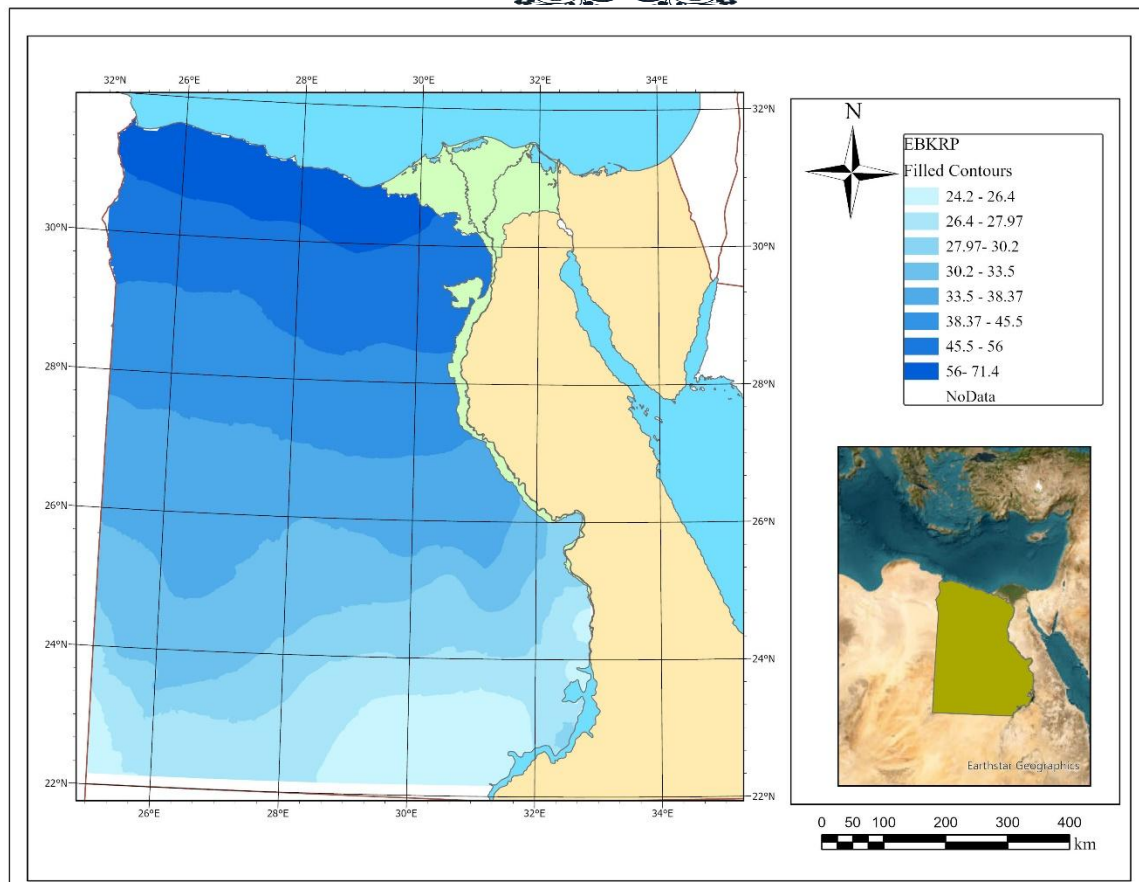 32°N 26°E 28°E 30°E 32°E 34°E
32°N
30°N 30°N
28°N 28°N
26°N 26°N
24°N 24°N
22°N 22°N
26°E 28°E 30°E 32°E 34°E
N
EBKRP
Filled Contours
24.2 - 26.4
26.4 - 27.97
27.97- 30.2
30.2 - 33.5
33.5 - 38.37
38.37 - 45.5
45.5 - 56
56- 71.4
NoData
Earthstar Geographics
0 50 100 200 300 400
km